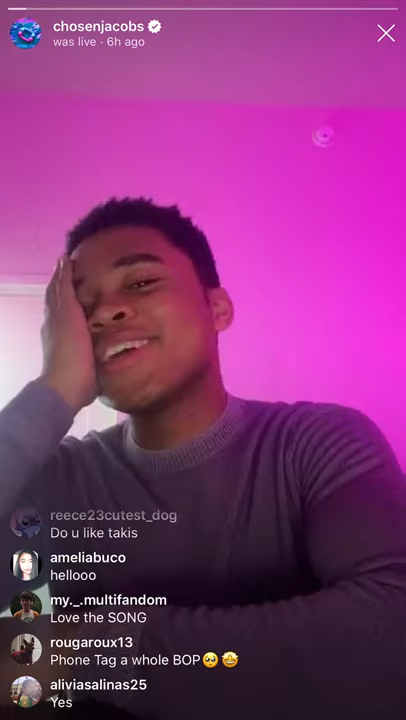 chosenjacobs
was live · 6h ago
reece23cutest_dog
Do u like takis
ameliabuco
hellooo
my._.multifandom
Love the SONG
rougaroux13
Phone Tag a whole BOP🥺🤩
aliviasalinas25
Yes